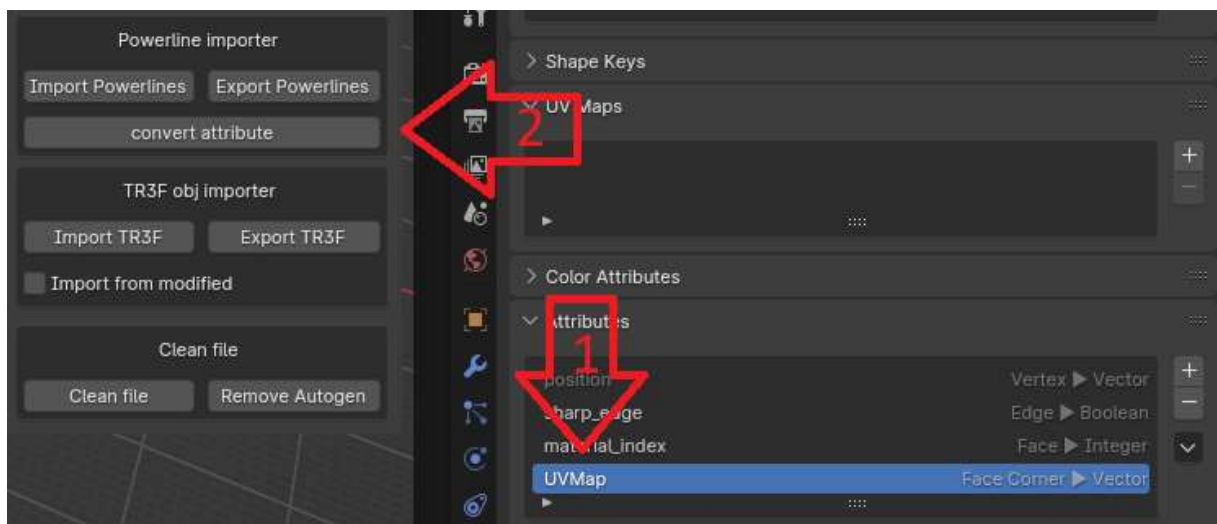 Powerline importer
Import Powerlines Export Powerlines
convert attribute
TR3F obj importer
Import TR3F Export TR3F
Import from modified
Clean file
Clean file Remove Autogen
2
Shape Keys
UV Maps
Color Attributes
Attributes
1
position Vertex ▶ Vector
sharp_edge Edge ▶ Boolean
material_index Face ▶ Integer
UVMap Face Corner ▶ Vector